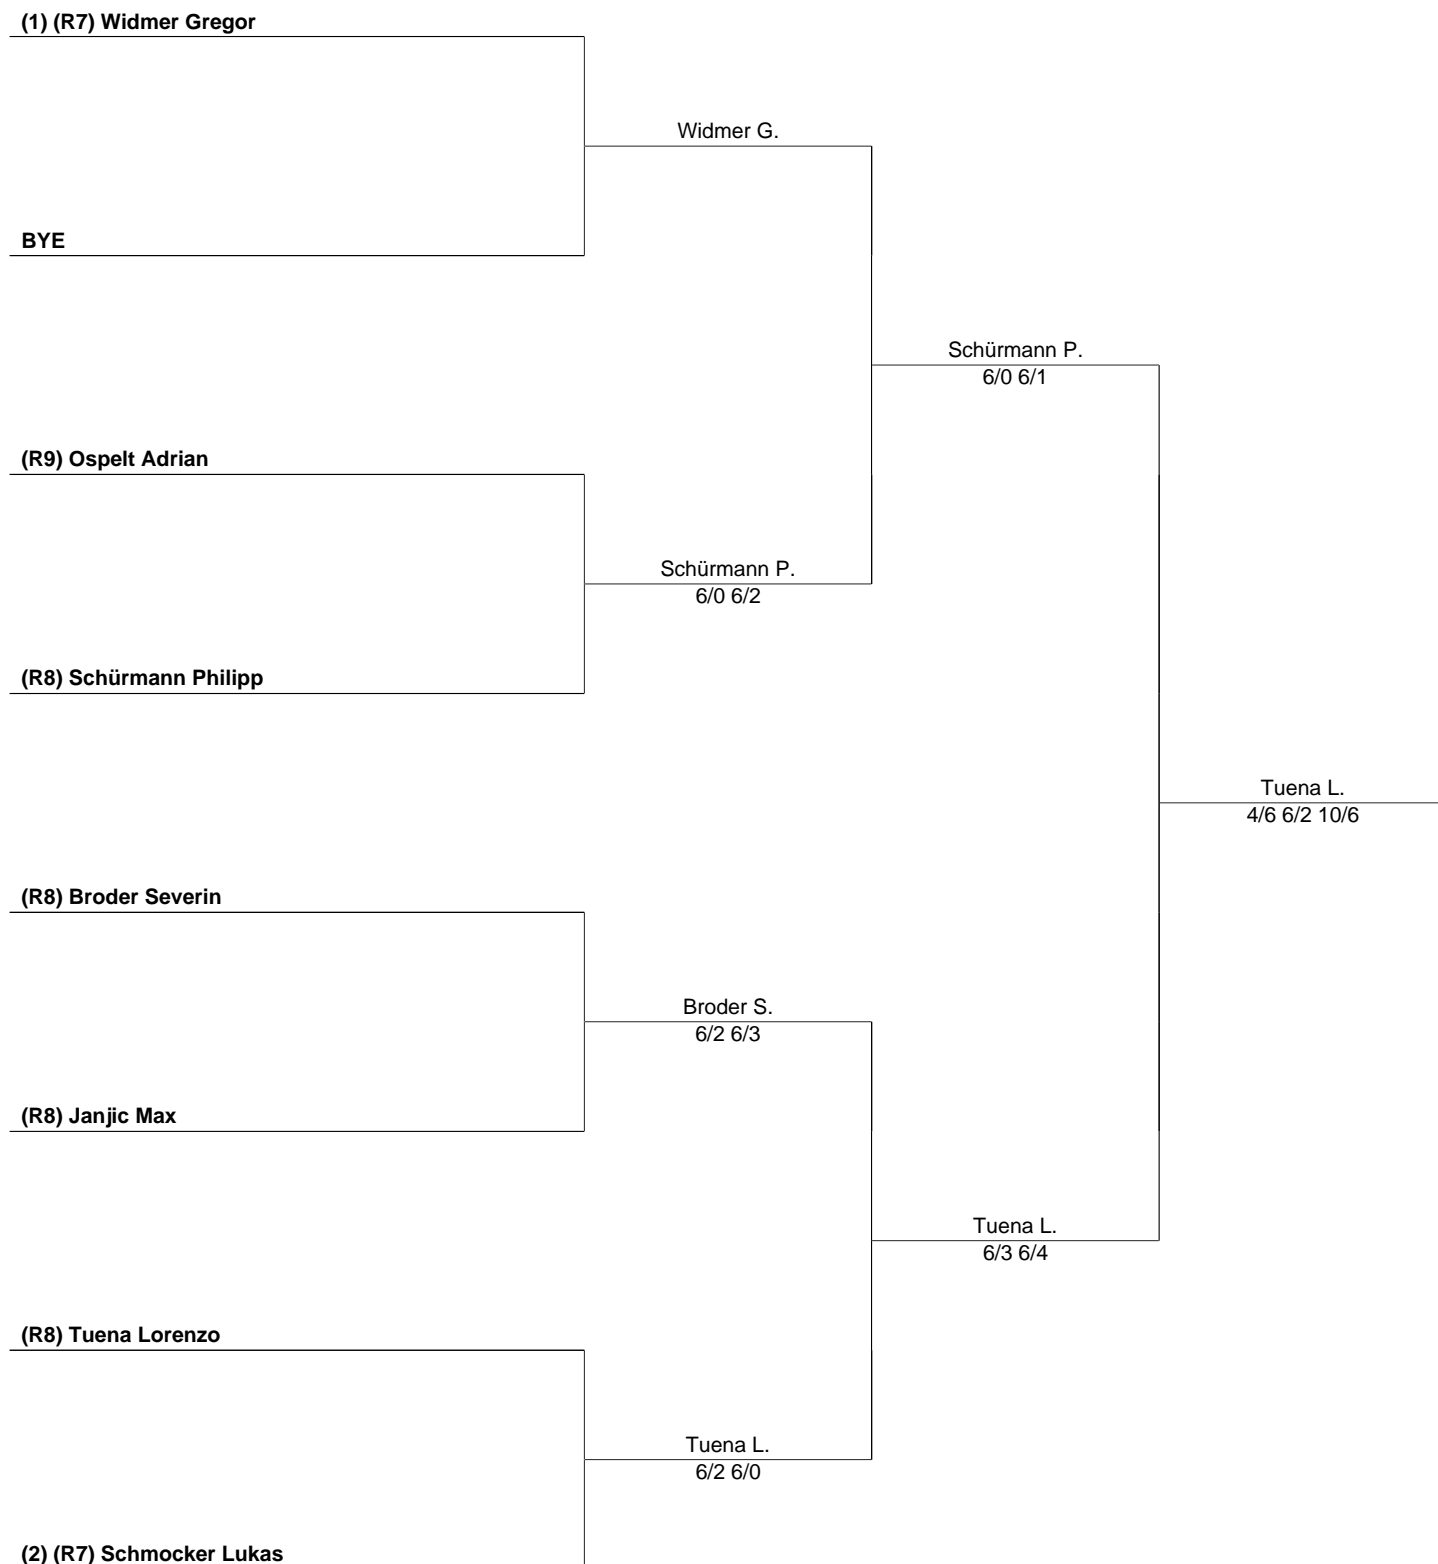 (1) (R7) Widmer Gregor
Widmer G.
BYE
Schürmann P.
6/0 6/1
(R9) Ospelt Adrian
Schürmann P.
6/0 6/2
(R8) Schürmann Philipp
Tuena L.
4/6 6/2 10/6
(R8) Broder Severin
Broder S.
6/2 6/3
(R8) Janjic Max
Tuena L.
6/3 6/4
(R8) Tuena Lorenzo
Tuena L.
6/2 6/0
(2) (R7) Schmocker Lukas